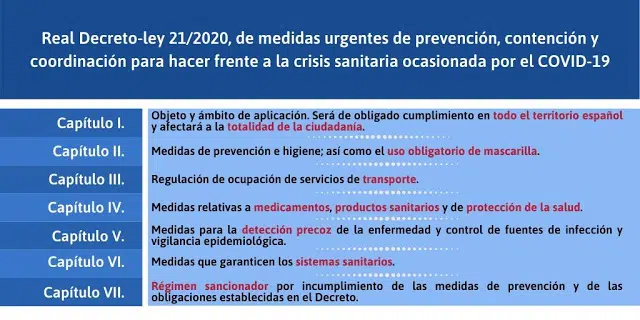 Real Decreto-ley 21/2020, de medidas urgentes de prevención, contención y
coordinación para hacer frente a la crisis sanitaria ocasionada por el COVID-19
Capítulo I.
Objeto y ámbito de aplicación. Será de obligado cumplimiento en todo el territorio español
y afectará a la totalidad de la ciudadanía.
Capítulo II.
Medidas de prevención e higiene; así como el uso obligatorio de mascarilla.
Capítulo III.
Regulación de ocupación de servicios de transporte.
Capítulo IV.
Medidas relativas a medicamentos, productos sanitarios y de protección de la salud.
Capítulo V.
Medidas para la detección precoz de la enfermedad y control de fuentes de infección y
vigilancia epidemiológica.
Capítulo VI.
Medidas que garanticen los sistemas sanitarios.
Capítulo VII.
Régimen sancionador por incumplimiento de las medidas de prevención y de las
obligaciones establecidas en el Decreto.